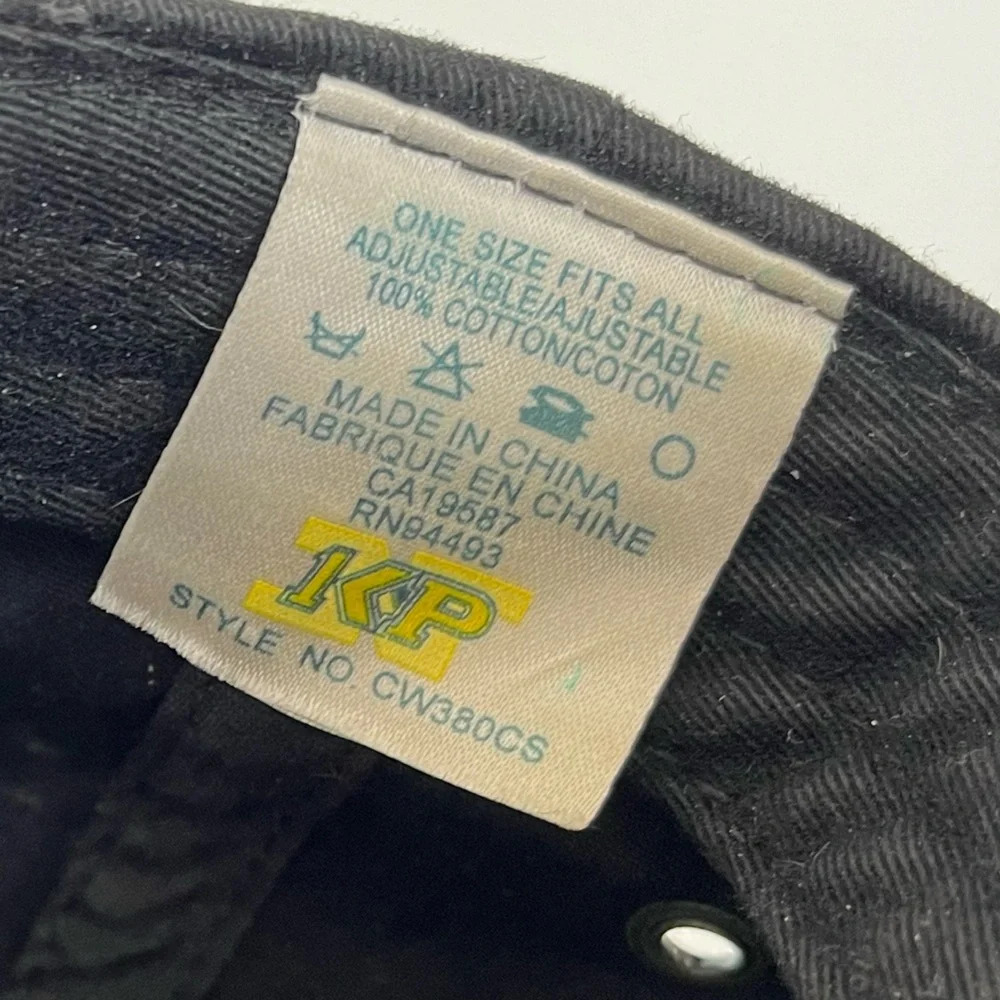 ONE SIZE FITS ALL
ADJUSTABLE/AJUSTABLE
100% COTTON/COTON
MADE IN CHINA
FABRIQUE EN CHINE
CA19587
RN94493
KP
STYLE NO. CW380CS